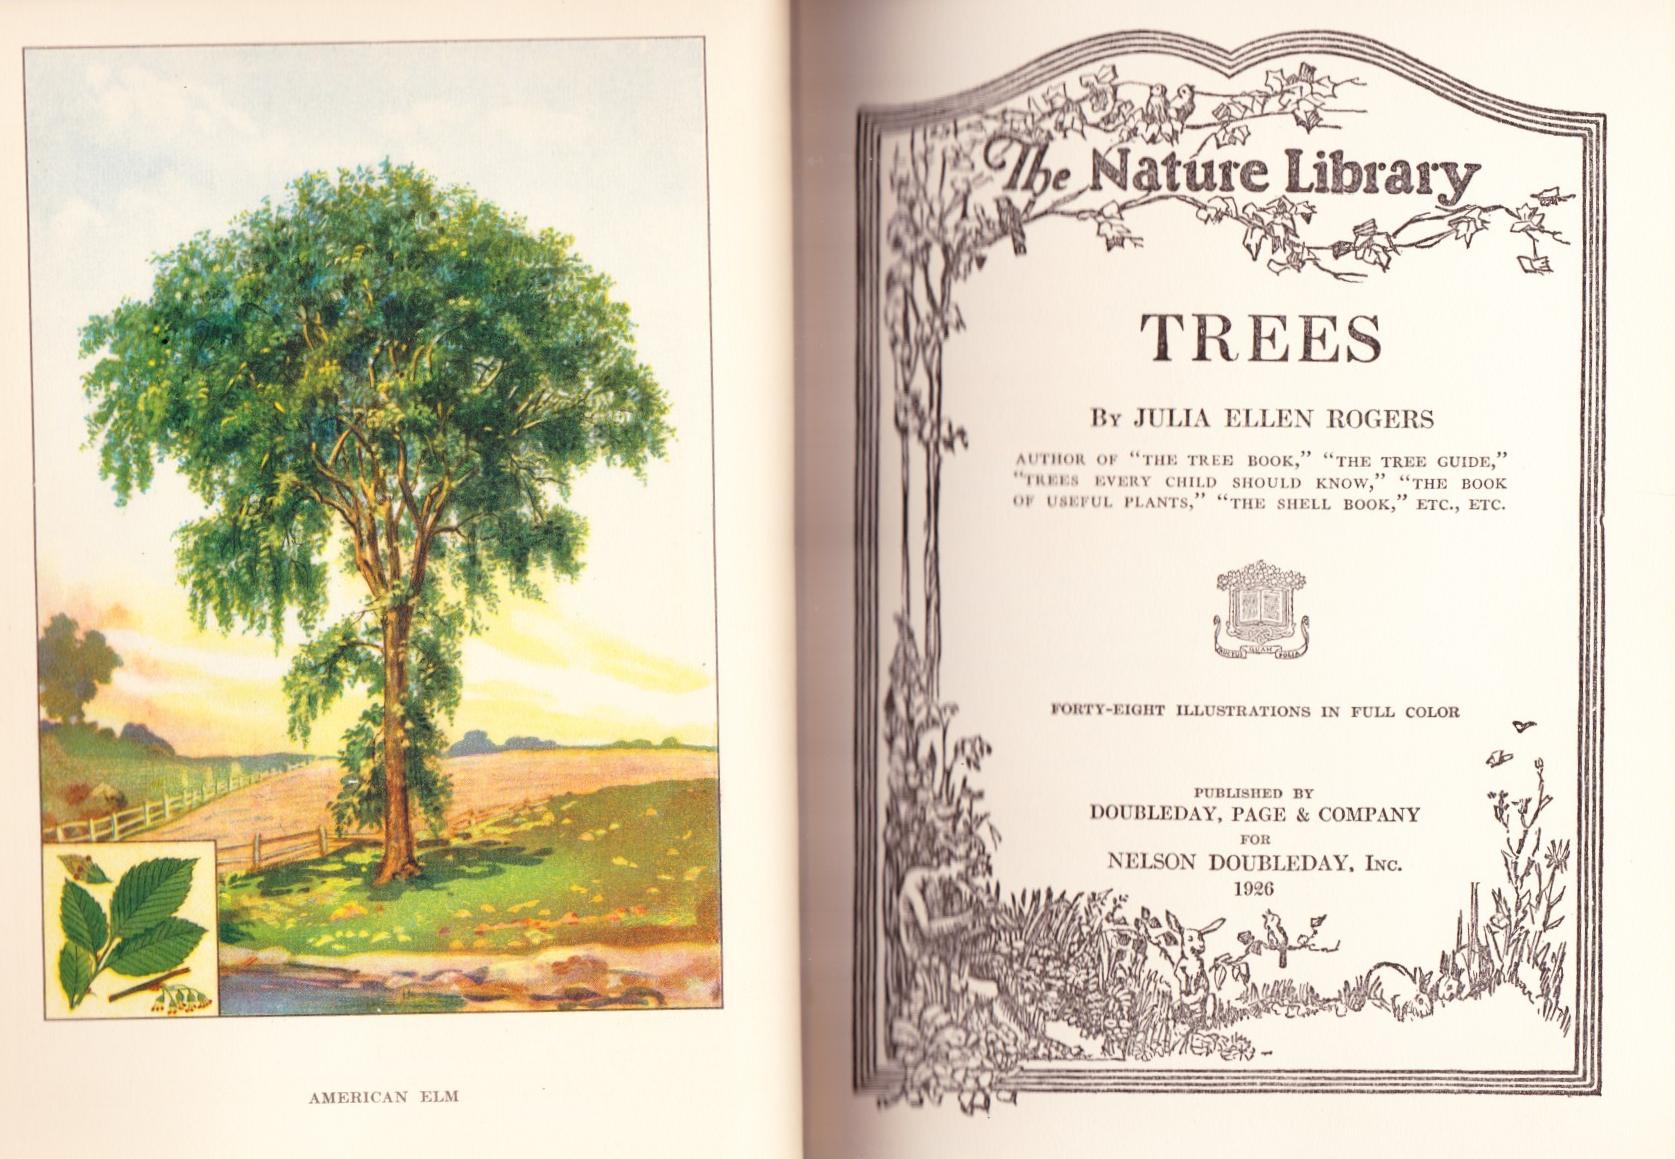 AMERICAN ELM
The Nature Library
TREES
By JULIA ELLEN ROGERS
AUTHOR OF “THE TREE BOOK,” “THE TREE GUIDE,”
“TREES EVERY CHILD SHOULD KNOW,” “THE BOOK
OF USEFUL PLANTS,” “THE SHELL BOOK,” ETC., ETC.
QUAM
FORTY-EIGHT ILLUSTRATIONS IN FULL COLOR
PUBLISHED BY
DOUBLEDAY, PAGE & COMPANY
FOR
NELSON DOUBLEDAY, Inc.
1926